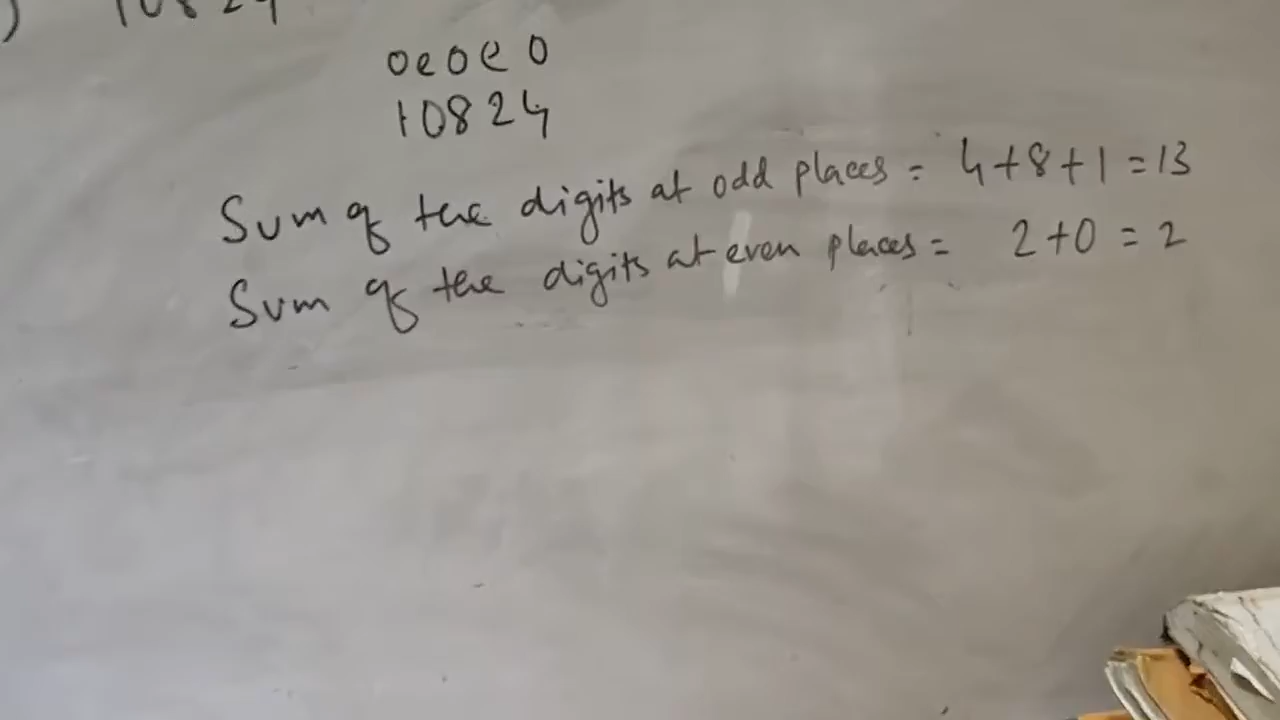 ) 10824
o e o e o
10824
Sum of the digits at odd places = 4+8+1 = 13
Sum of the digits at even places = 2+0 = 2